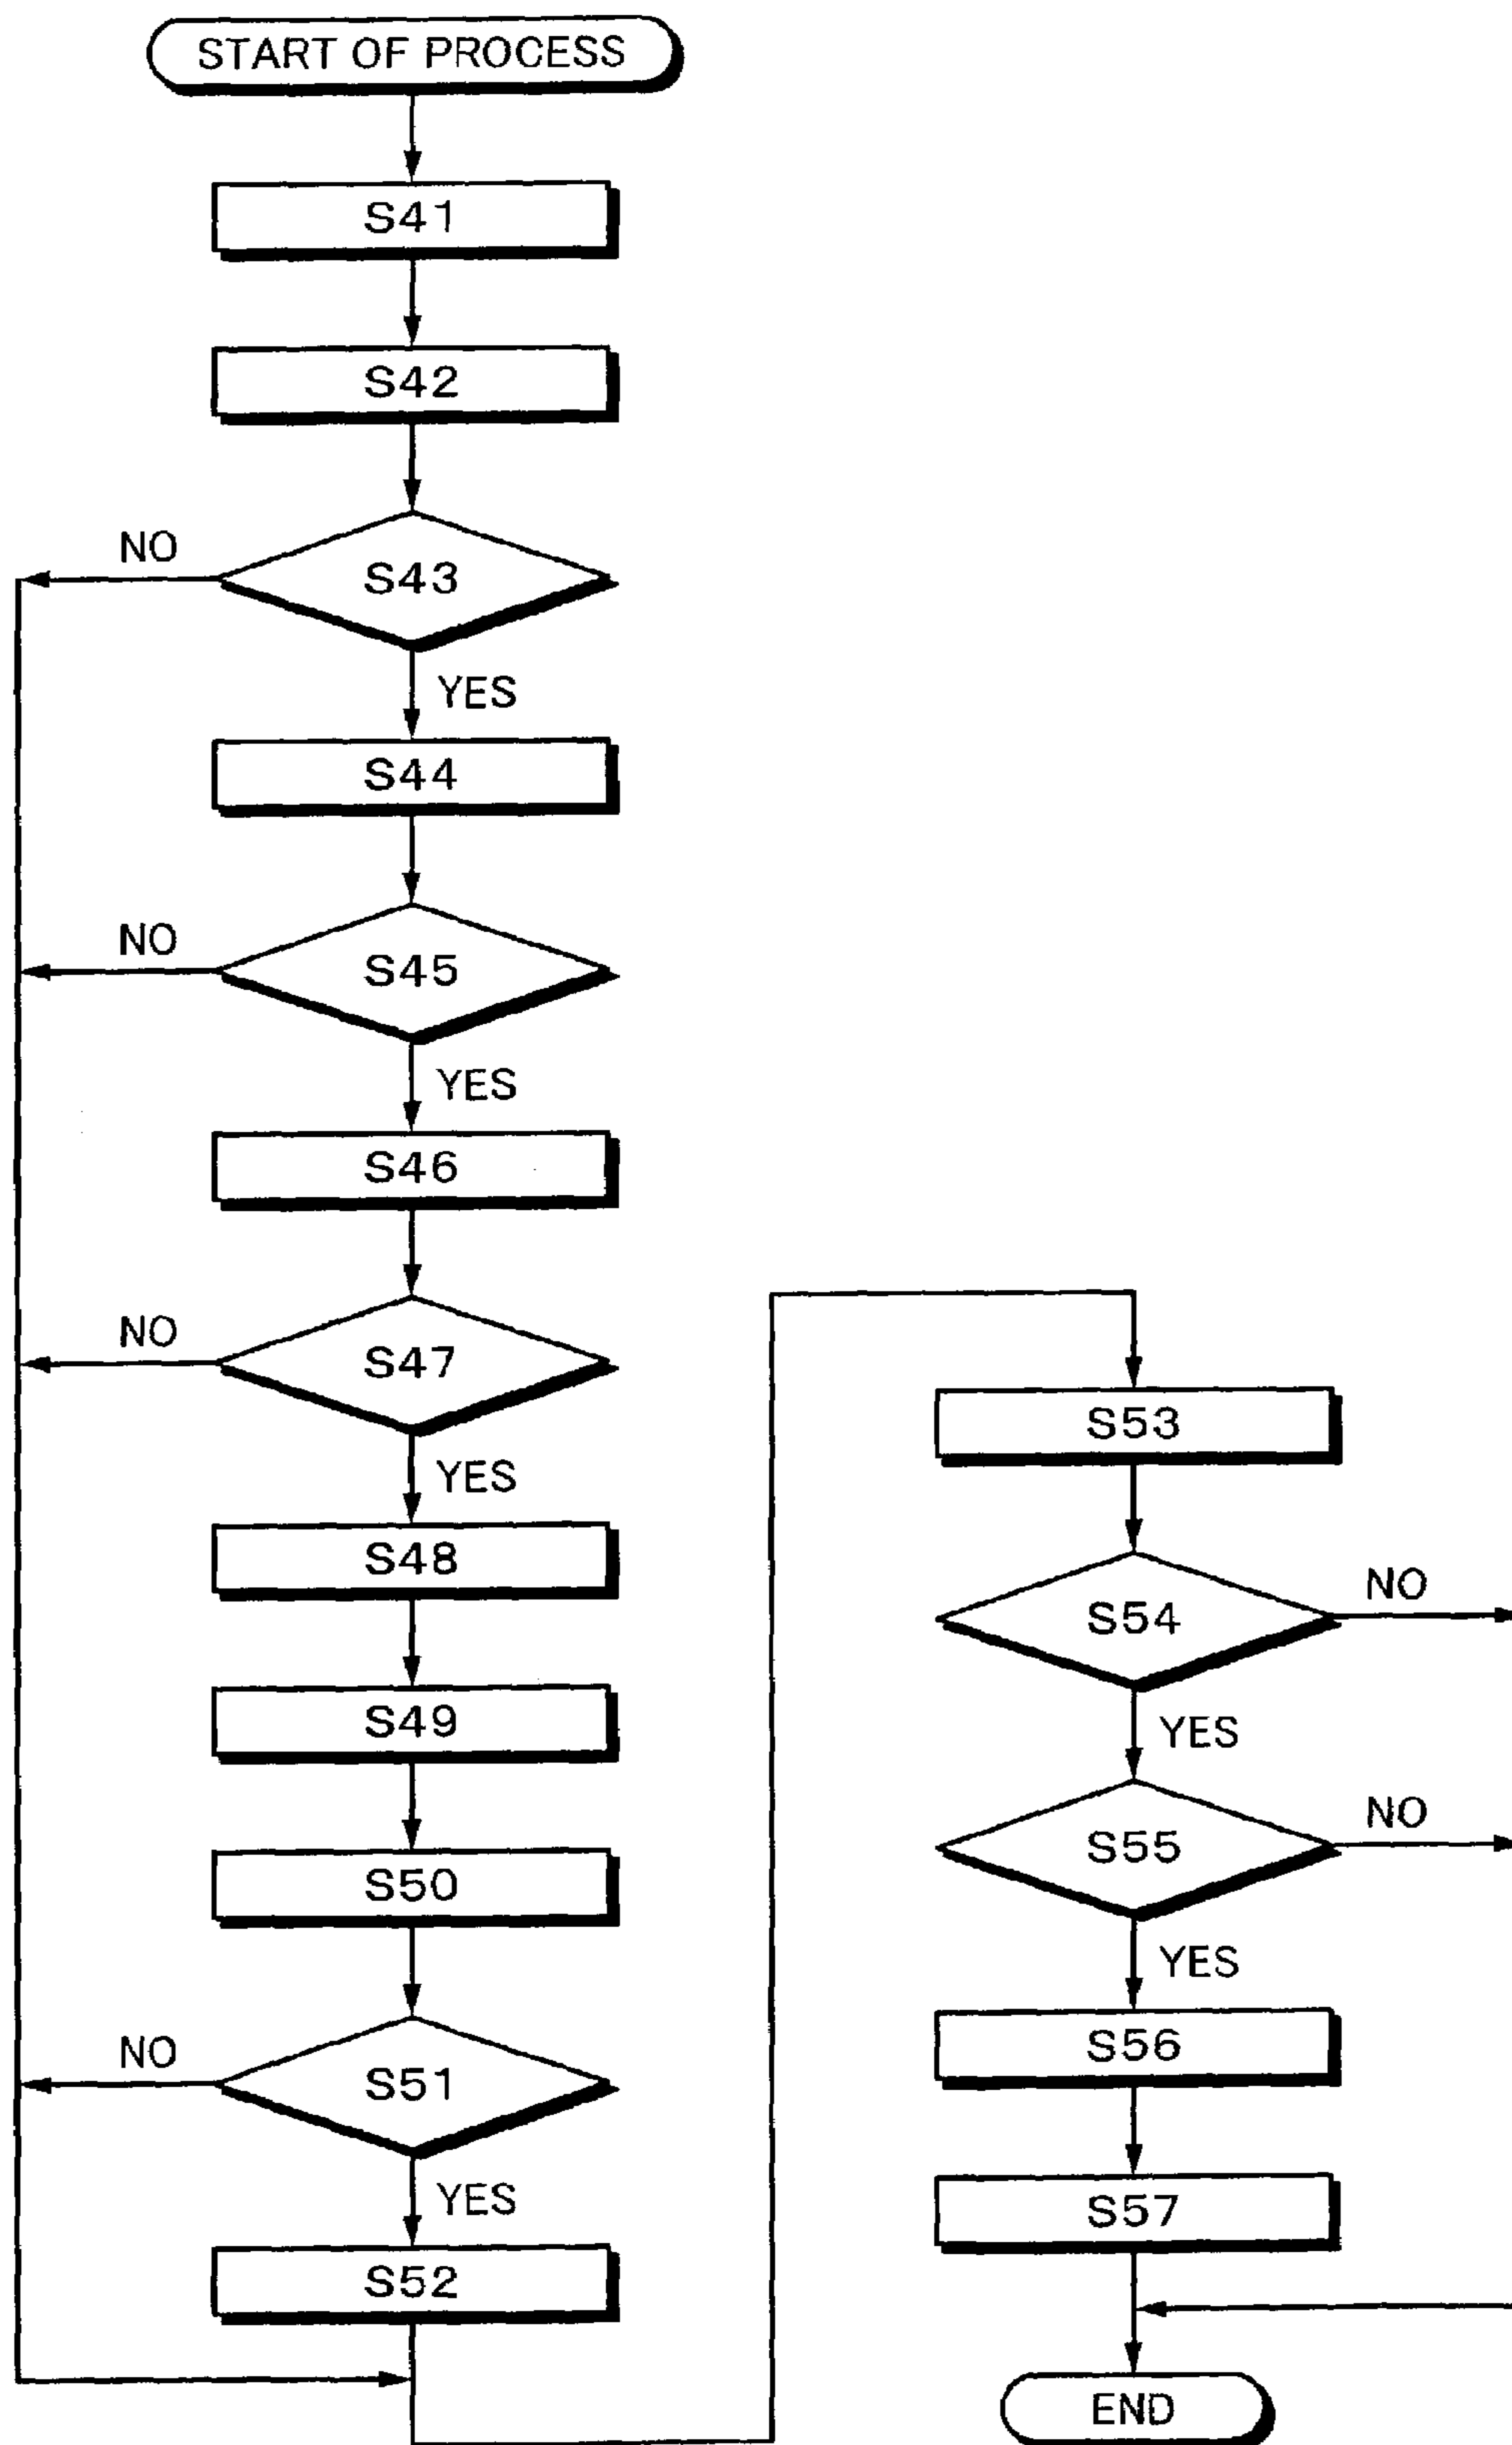 START OF PROCESS
S41
S42
NO
S43
YES
S44
NO
S45
YES
S46
NO
S47
YES
S48
S49
S50
NO
S51
YES
S52
S53
NO
S54
YES
NO
S55
YES
S56
S57
END